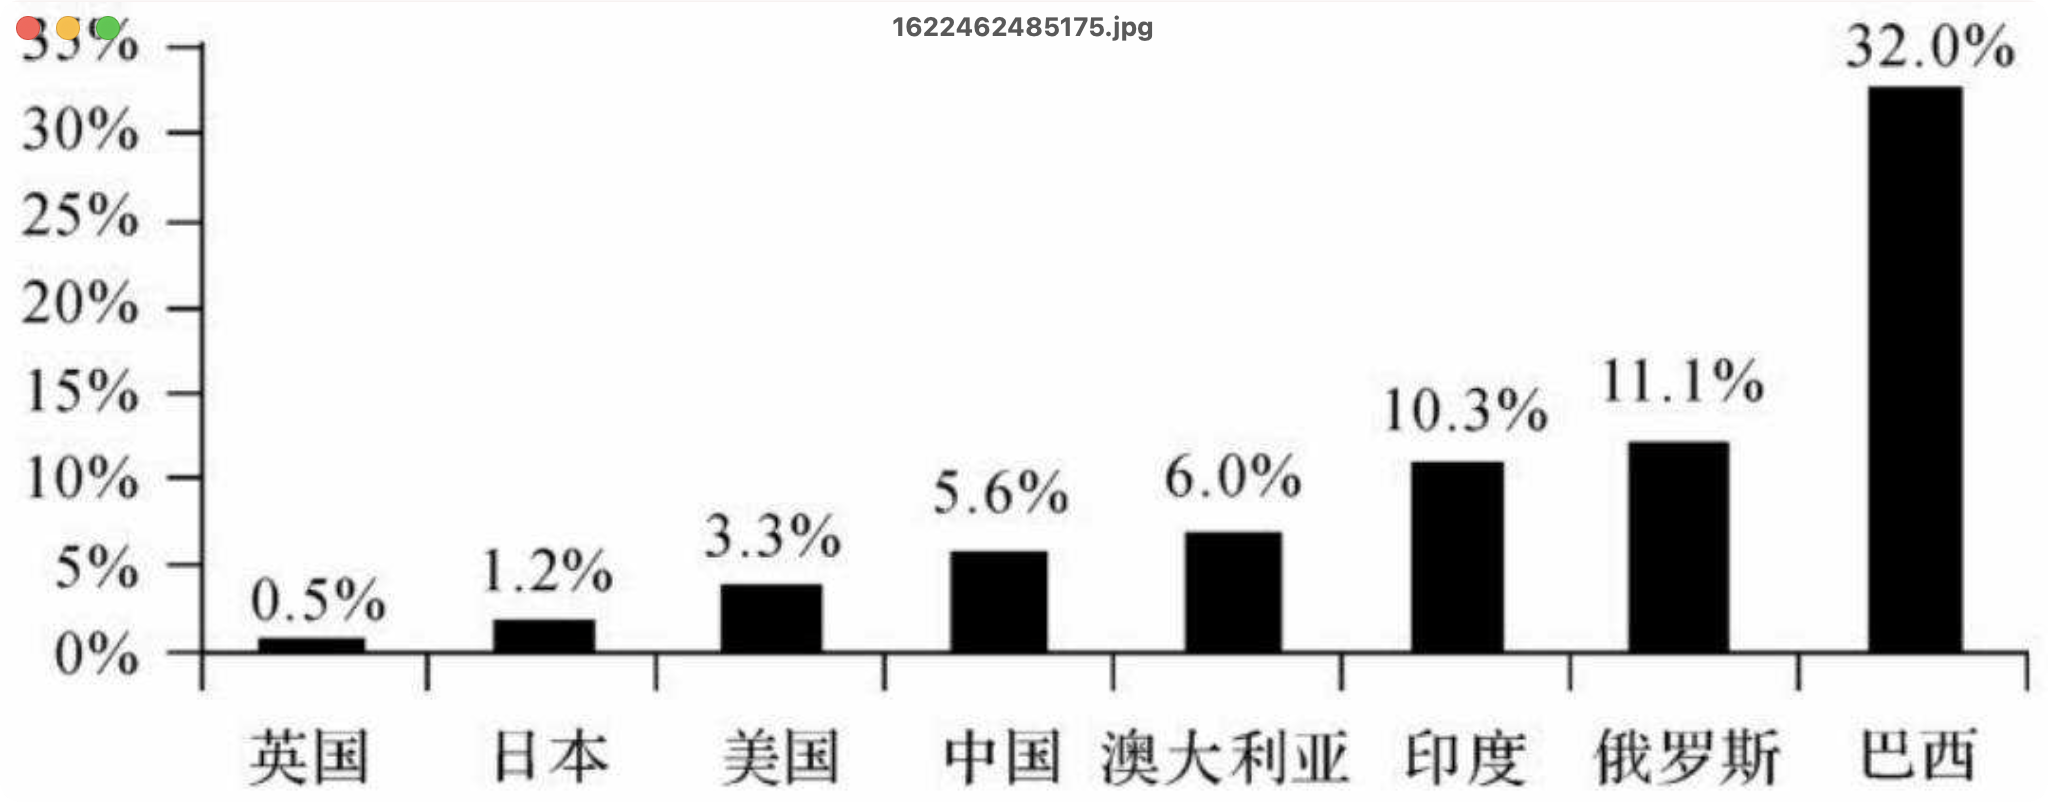 1622462485175.jpg
35%
30%
25%
20%
15%
10%
5%
0%
0.5%
1.2%
3.3%
5.6%
6.0%
10.3%
11.1%
32.0%
英国
日本
美国
中国
澳大利亚
印度
俄罗斯
巴西